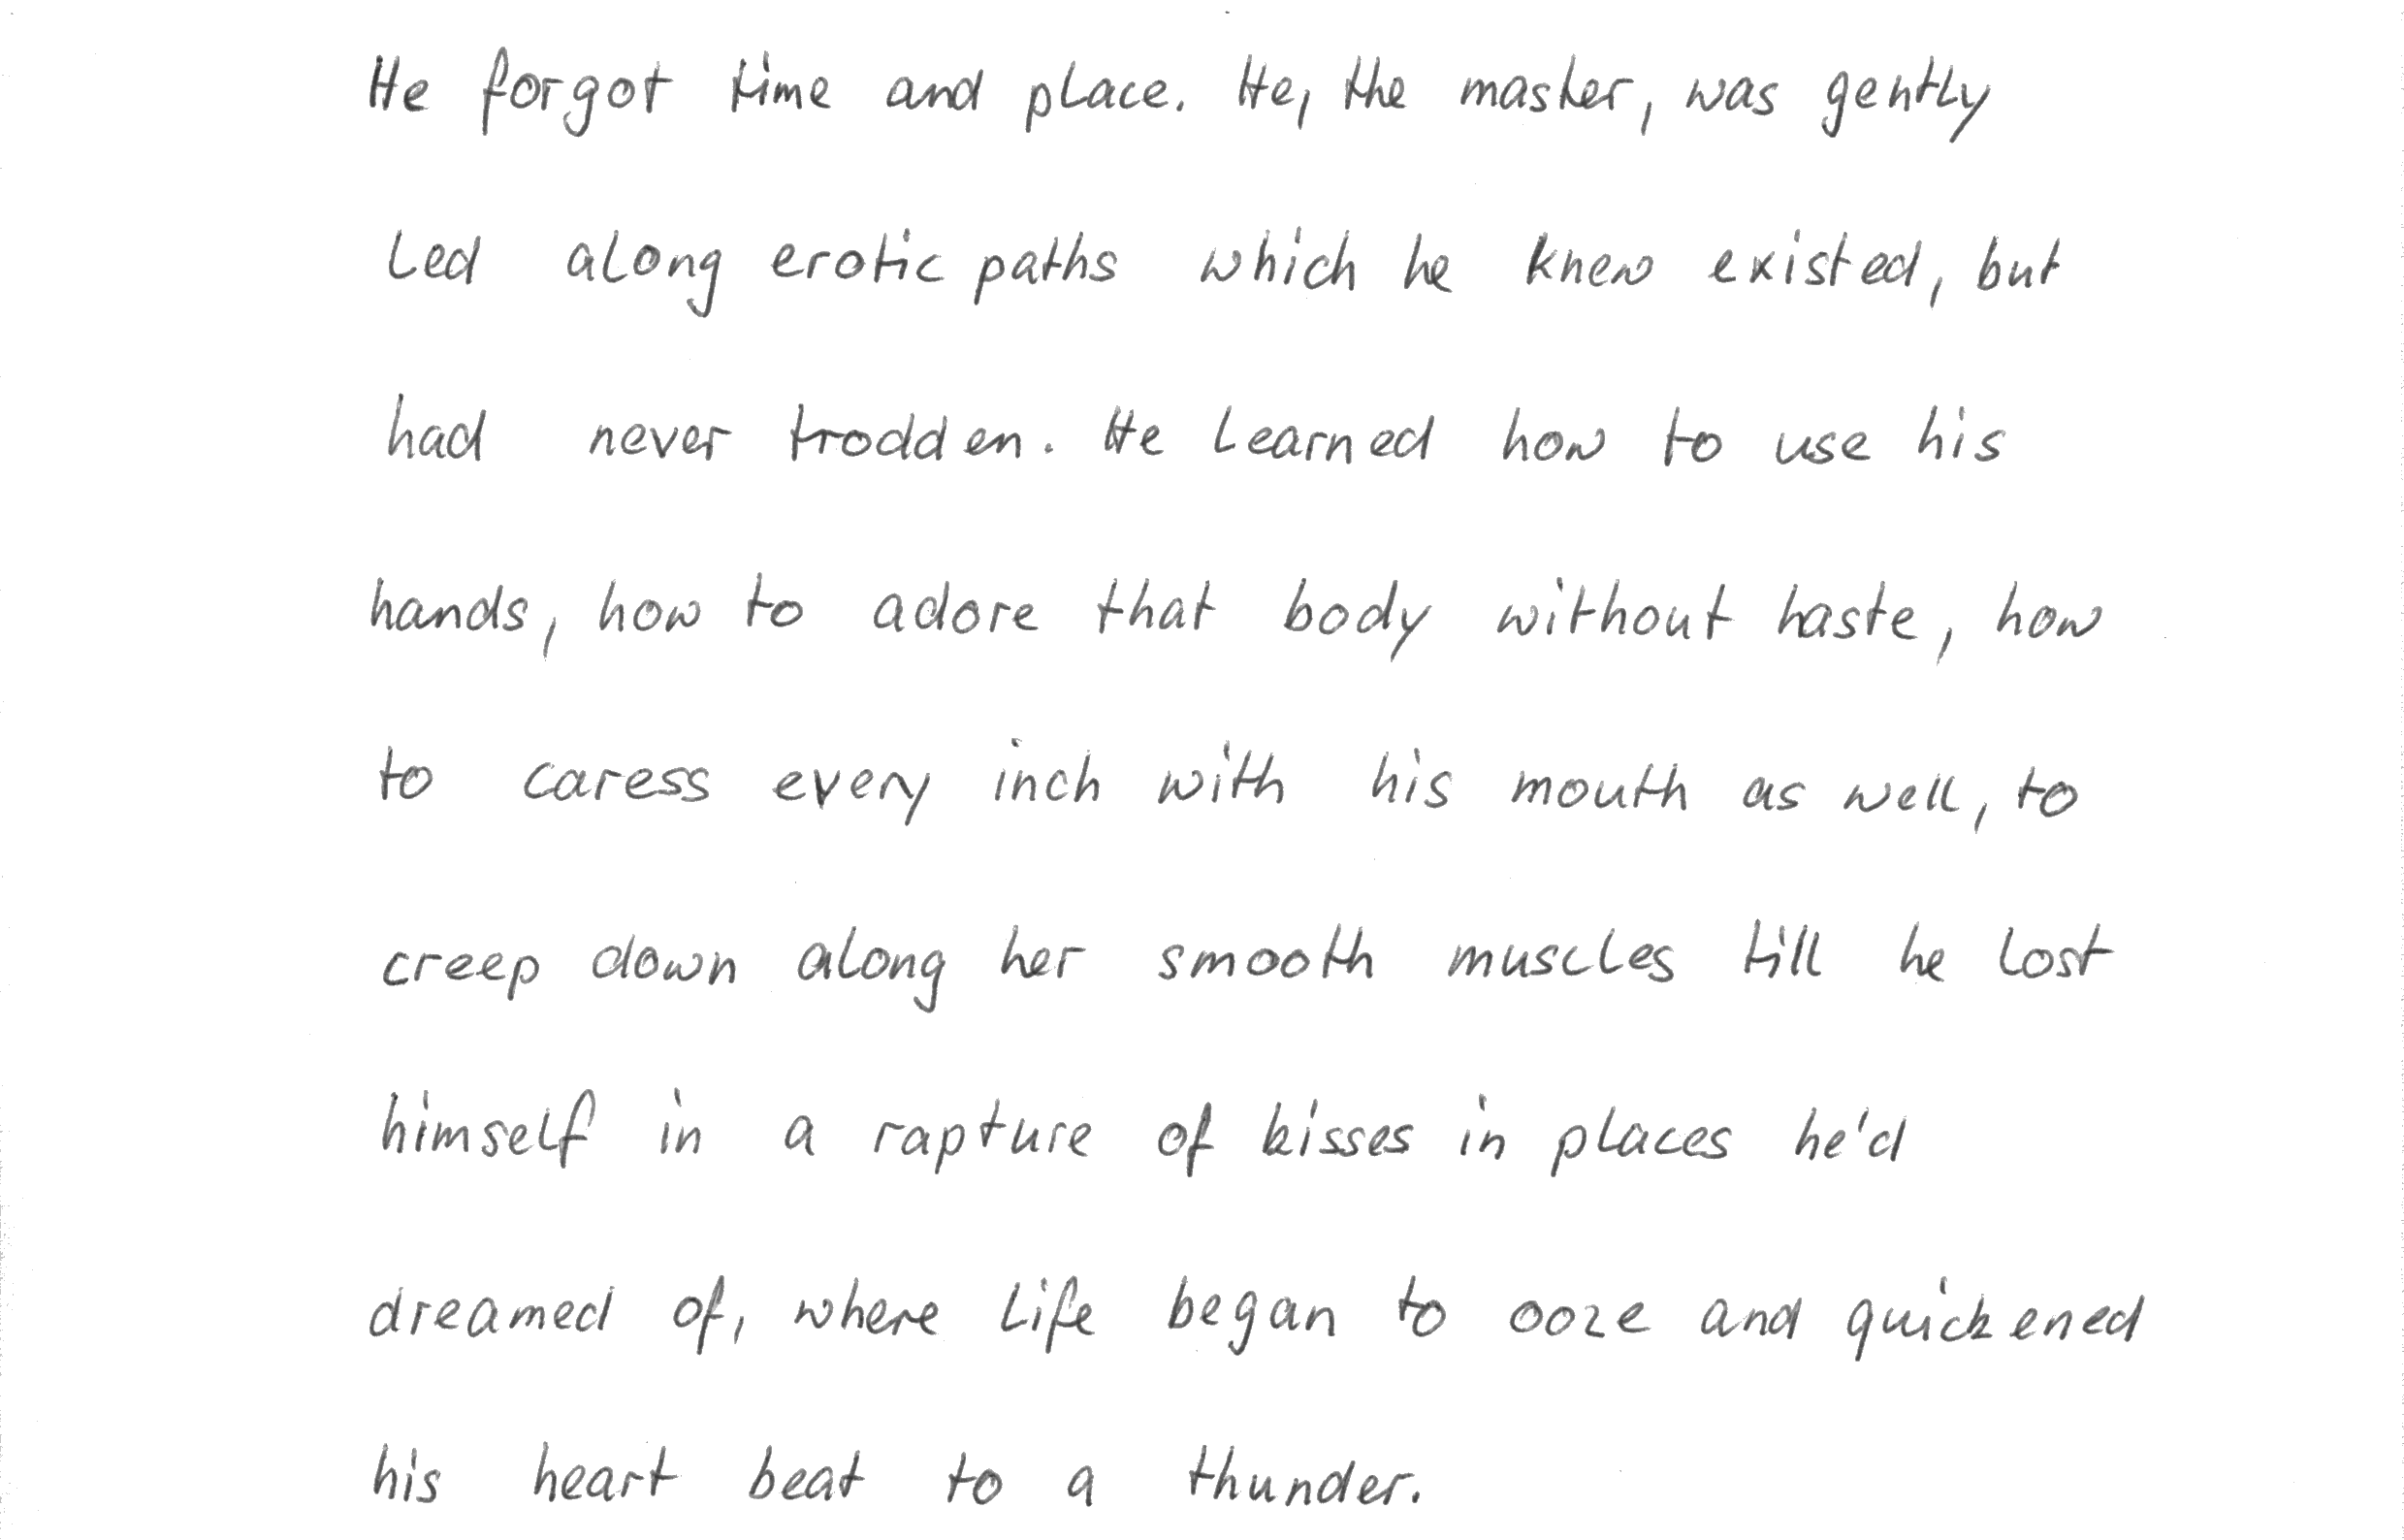 He forgot time and place. He, the master, was gently
led along erotic paths which he knew existed, but
had never trodden. He learned how to use his
hands, how to adore that body without haste, how
to caress every inch with his mouth as well, to
creep down along her smooth muscles till he lost
himself in a rapture of kisses in places he'd
dreamed of, where life began to ooze and quickened
his heart beat to a thunder.